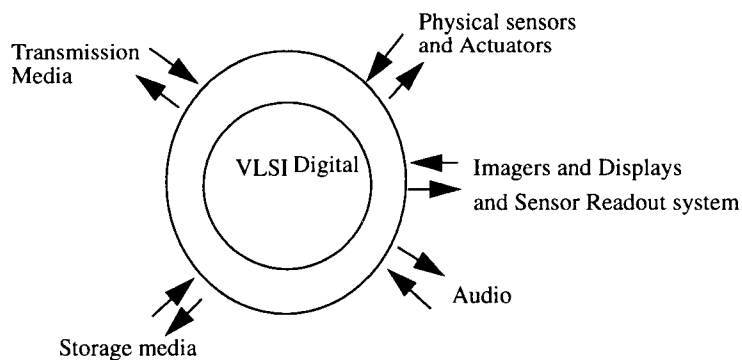 Transmission
Media
Physical sensors
and Actuators
VLSI Digital
Imagers and Displays
and Sensor Readout system
Audio
Storage media